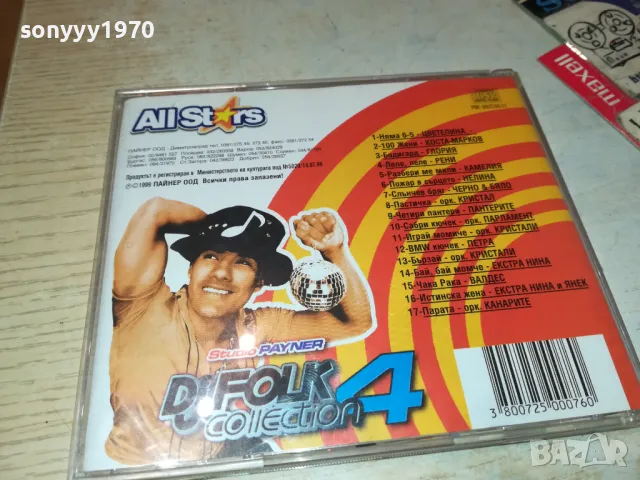 sonyyy1970
maxell
All Stars
ПАЙНЕР ООД
Продуктът е регистриран в Министерството на културата под
1999 ПАЙНЕР ООД Всички права запазени!
1-Няма 6-5 - ЦВЕТЕЛИНА
2-100 Жени - КОСТА МАРКОВ
3-Бадигара - ГЛОРИЯ
4-Леле, леле - РЕНИ
5-Разбери ме мили - КАМЕЛИЯ
6-Пожар в сърцето - НЕЛИНА
7-Слънчев бряг - ЧЕРНО & БЯЛО
8-Пастичка - орк. КРИСТАЛ
9-Четири пантери - ПАНТЕРИТЕ
10-Сабри кючек - орк. ПАРЛАМЕНТ
11-Играй момиче - орк. КРИСТАЛИ
12-BMW кючек - ПЕТРА
13-Бързай - орк. КРИСТАЛИ
14-Бай, бай момче - ЕКСТРА НИНА
15-Чака Рака - ВАЛДЕС
16-Истинска жена - ЕКСТРА НИНА и ЯНЕК
17-Парата - орк. КАНАРИТЕ
Studio PAYNER
DJ FOLK
collection 4
3 800725 000760
BAZAR